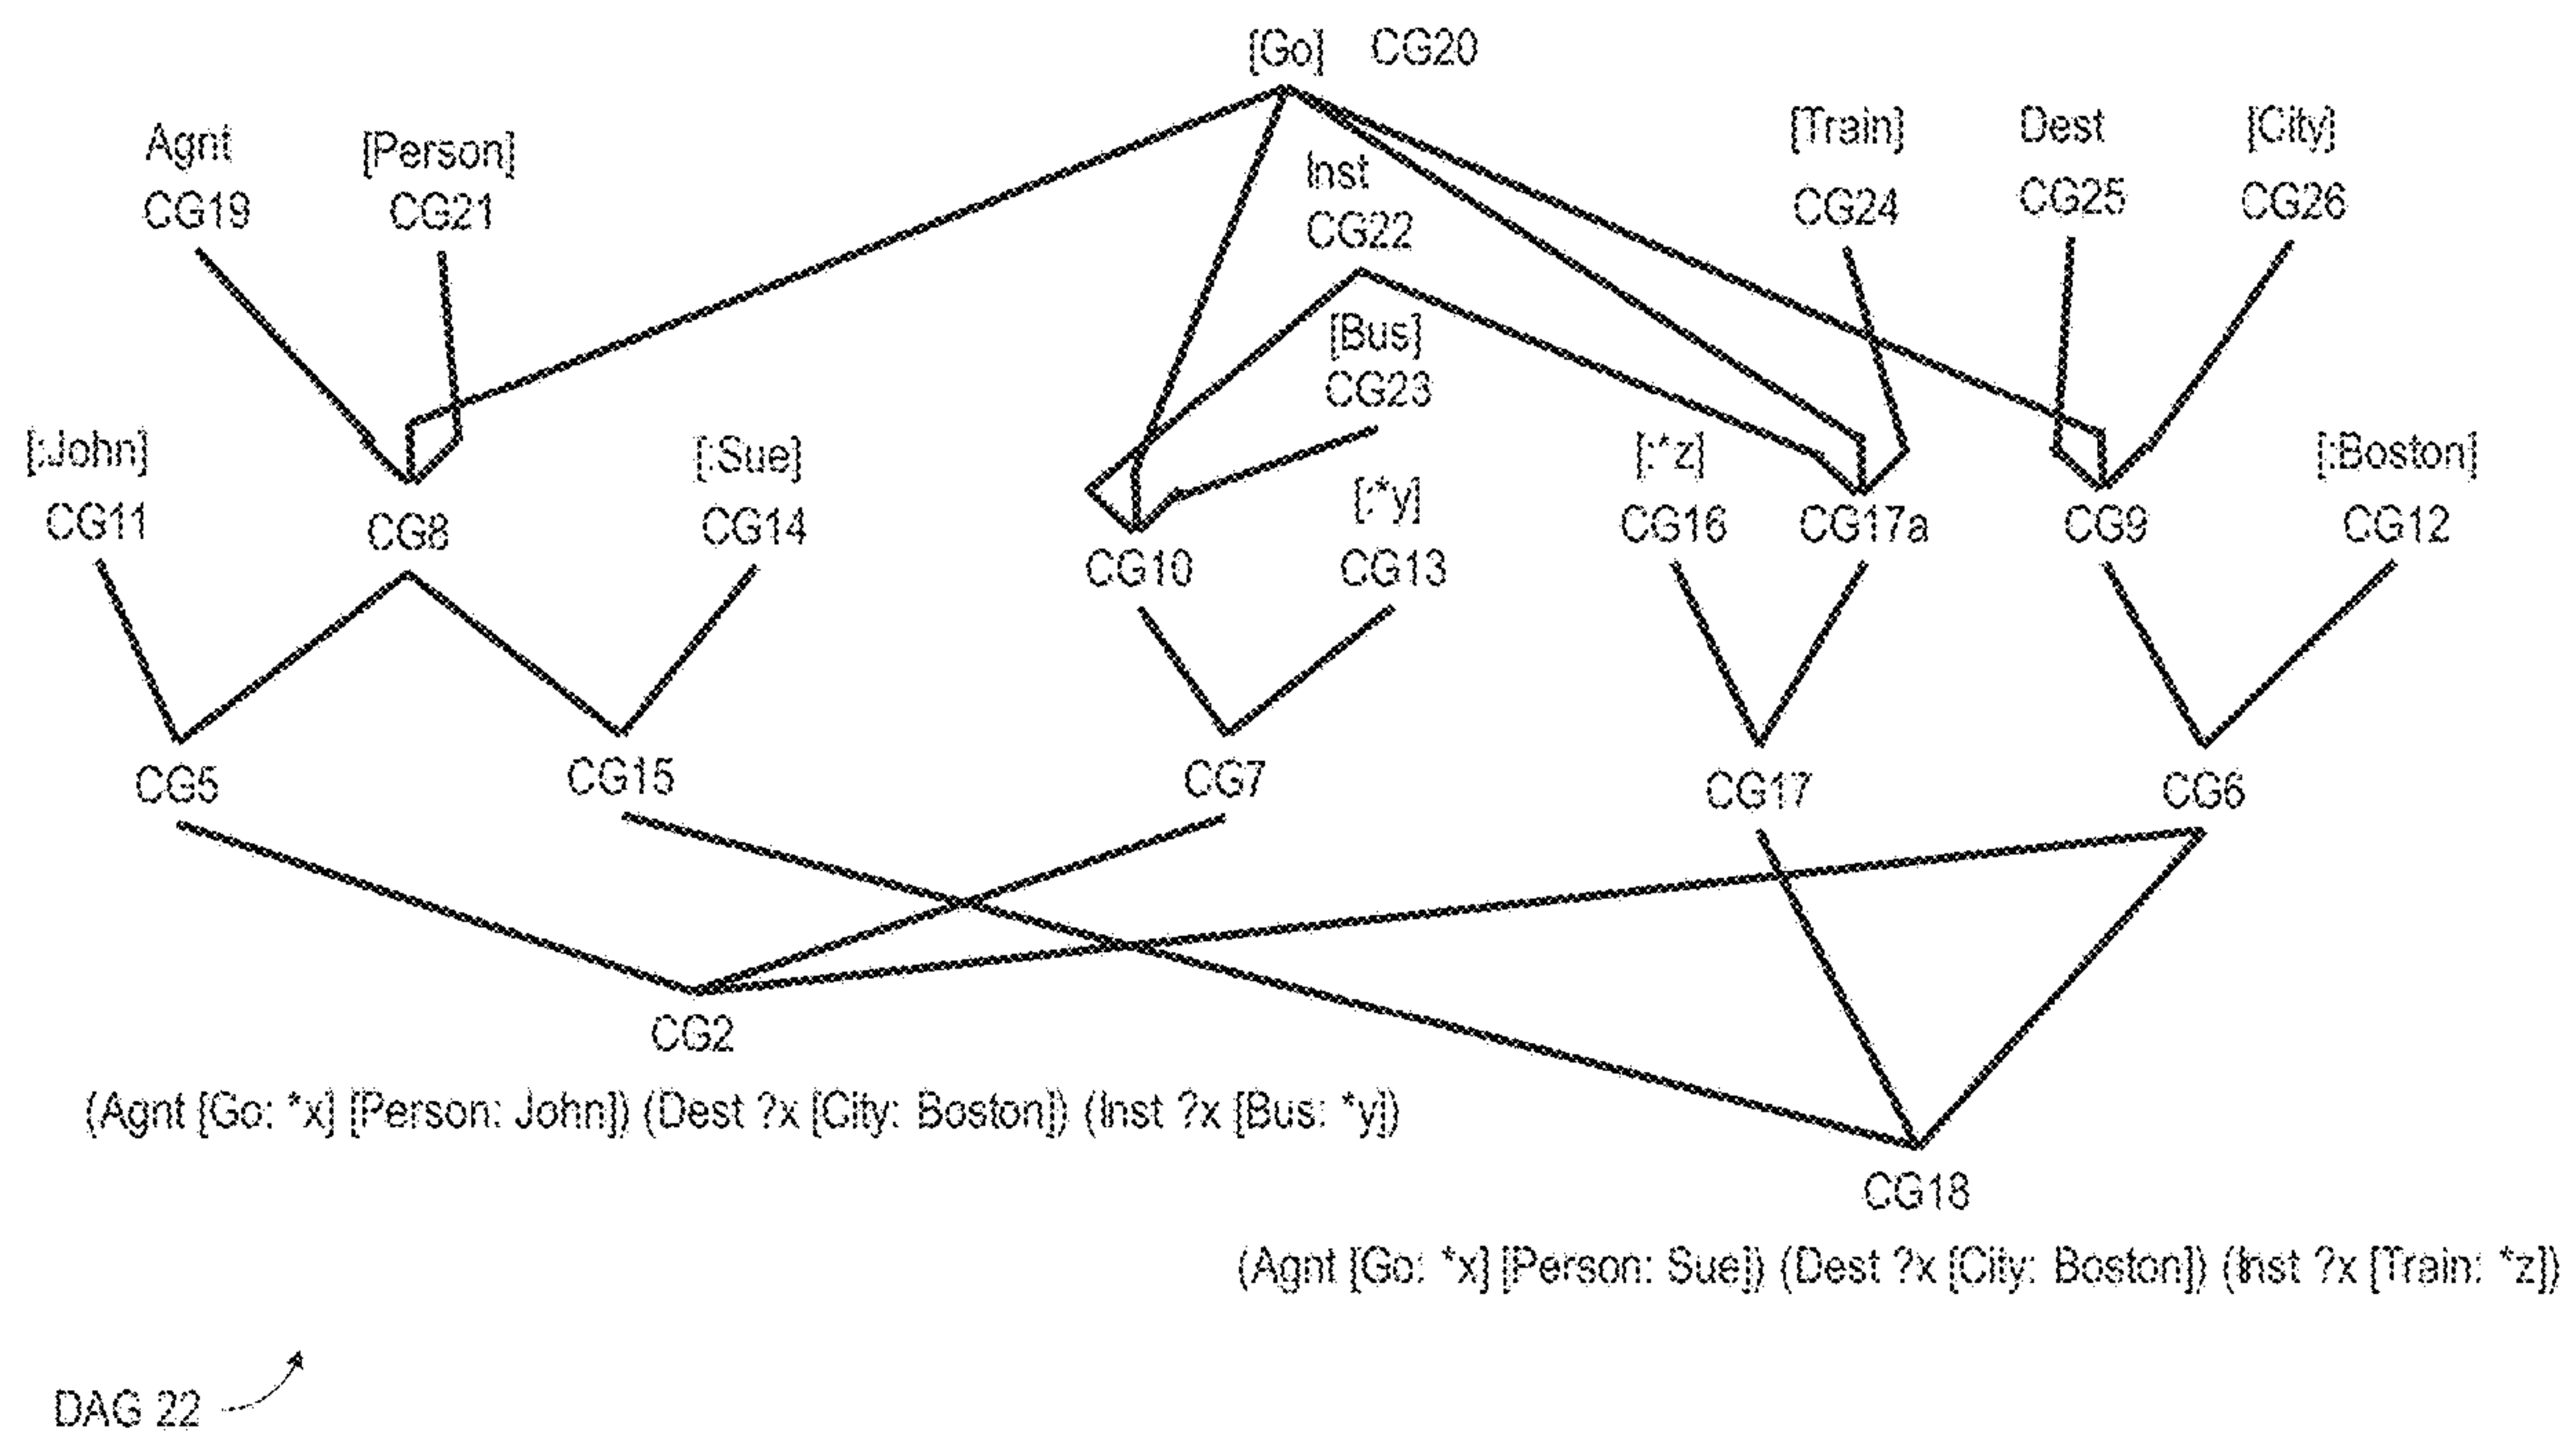 [Go] CG20
Agnt
CG19
[Person]
CG21
Inst
CG22
[Train]
CG24
Dest
CG25
[City]
CG26
[Bus]
CG23
[:John]
CG11
CG8
[:Sue]
CG14
CG10
[:*y]
CG13
[:*z]
CG16
CG17a
CG9
[:Boston]
CG12
CG5
CG15
CG7
CG17
CG6
CG2
(Agnt [Go: *x] [Person: John]) (Dest ?x [City: Boston]) (Inst ?x [Bus: *y])
CG18
(Agnt [Go: *x] [Person: Sue]) (Dest ?x [City: Boston]) (Inst ?x [Train: *z])
DAG 22